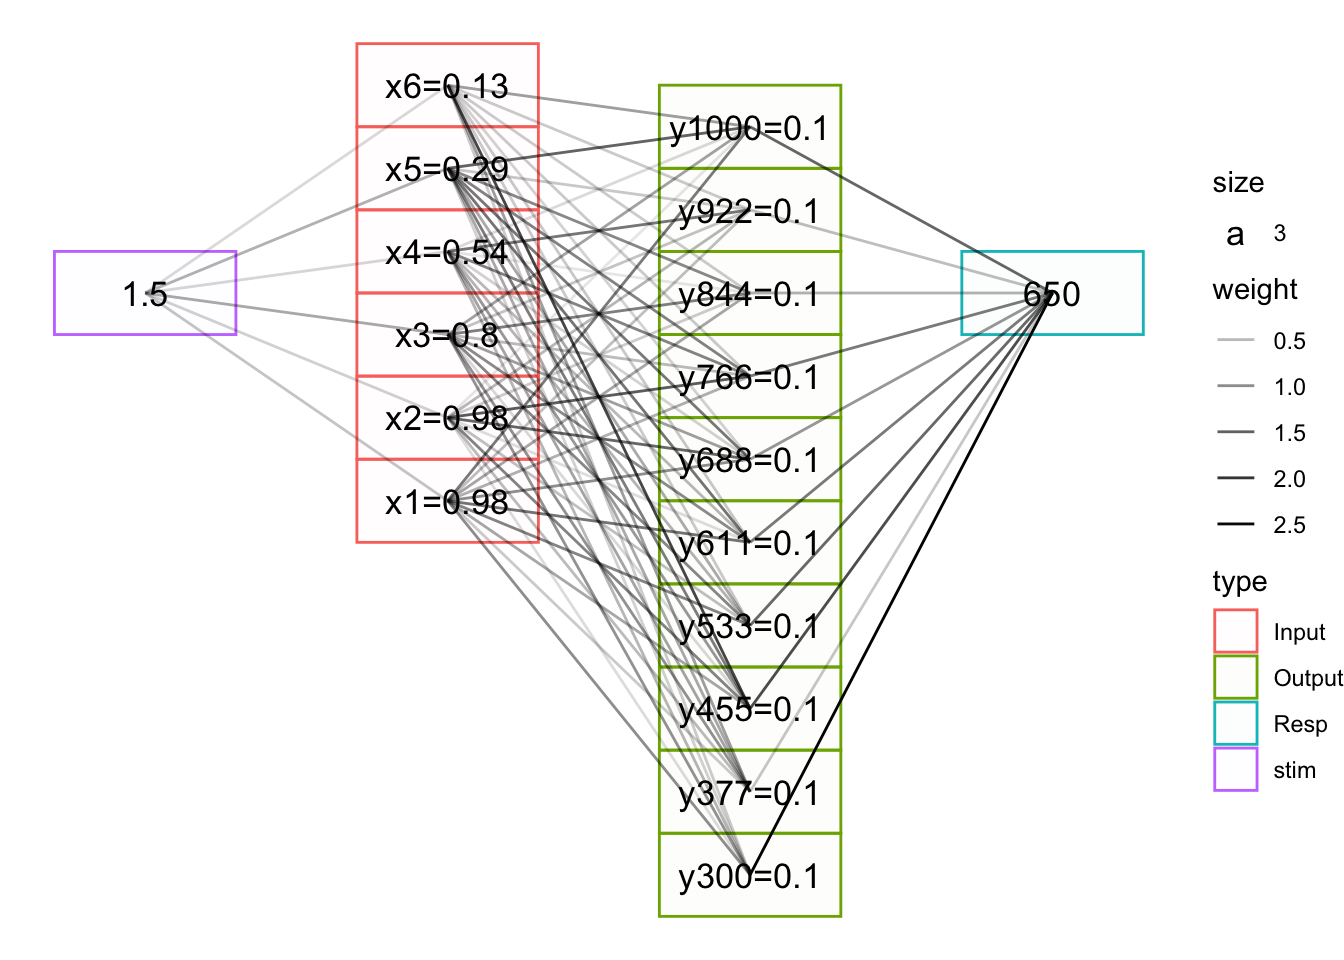 1.5
x6=0.13
x5=0.29
x4=0.54
x3=0.8
x2=0.98
x1=0.98
y1000=0.1
y922=0.1
y844=0.1
y766=0.1
y688=0.1
y611=0.1
y533=0.1
y455=0.1
y377=0.1
y300=0.1
650
size
a 3
weight
0.5
1.0
1.5
2.0
2.5
type
Input
Output
Resp
stim